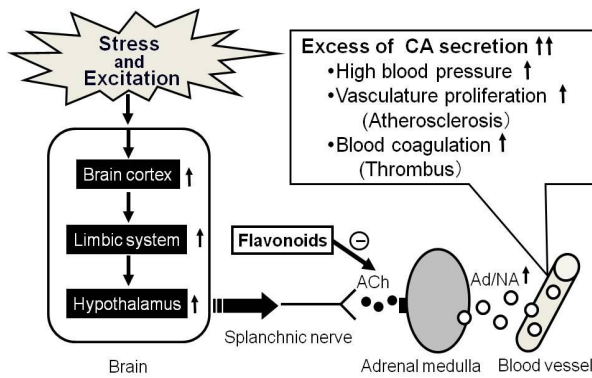 Stress
and
Excitation
Excess of CA secretion ↑↑
•High blood pressure ↑
•Vasculature proliferation ↑
(Atherosclerosis)
•Blood coagulation ↑
(Thrombus)
Brain cortex ↑
Limbic system ↑
Hypothalamus ↑
Brain
Flavonoids
−
ACh
Splanchnic nerve
Adrenal medulla
Ad/NA ↑
Blood vessel